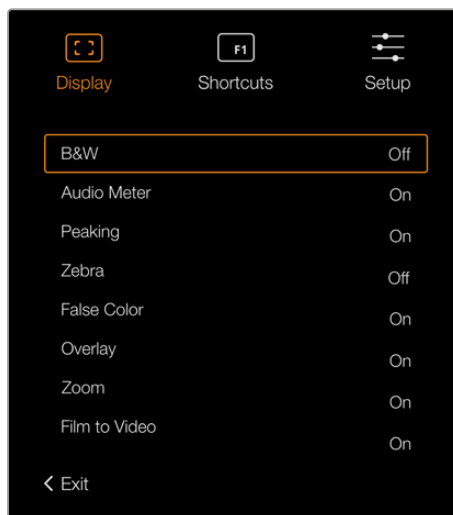 F1
Display Shortcuts Setup
B&W Off
Audio Meter On
Peaking On
Zebra Off
False Color On
Overlay On
Zoom On
Film to Video On
Exit